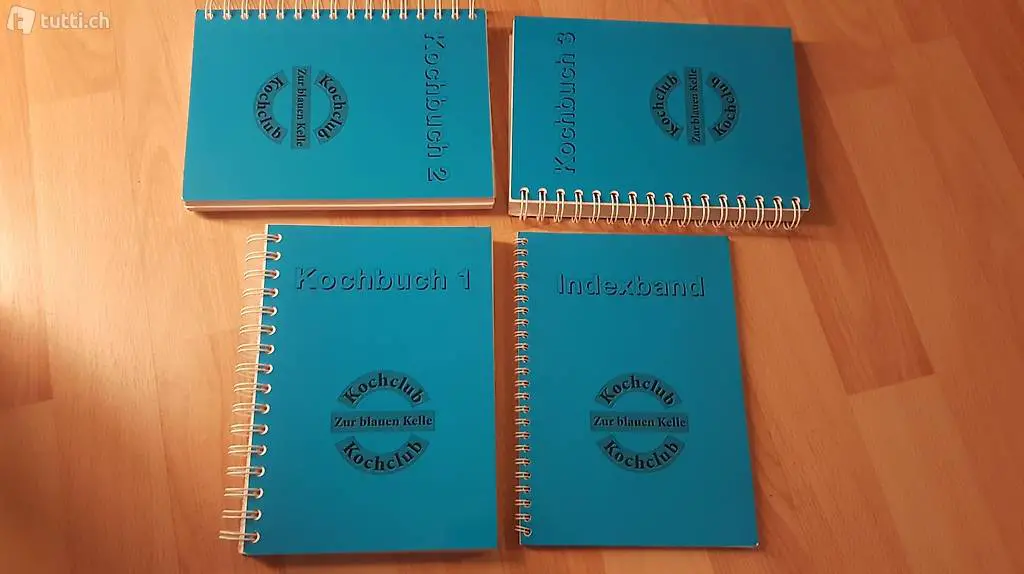 tutti.ch
Kochbuch 2
Kochclub
Zur blauen Kelle
Kochclub
Kochbuch 3
Kochclub
Zur blauen Kelle
Kochclub
Kochbuch 1
Kochclub
Zur blauen Kelle
Kochclub
Indexband
Kochclub
Zur blauen Kelle
Kochclub